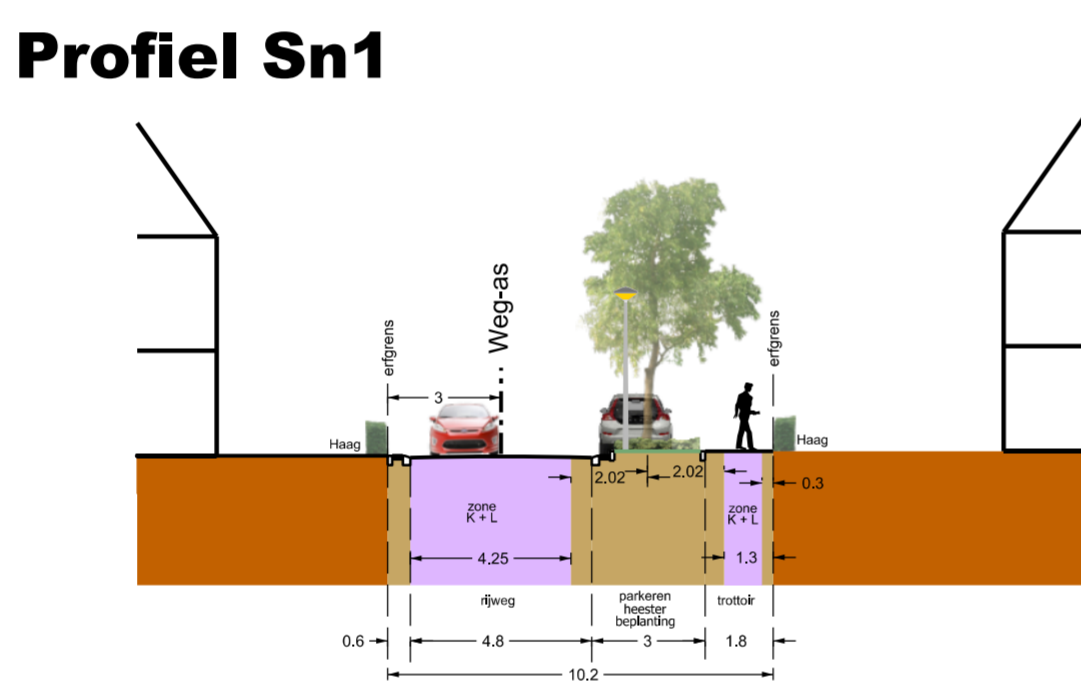 Profiel Sn1
Weg-as
erfgrens
erfgrens
3
Haag
Haag
2.02
2.02
0.3
zone
K + L
zone
K + L
4.25
1.3
rijweg
parkeren
heester
beplanting
trottoir
0.6
4.8
3
1.8
10.2